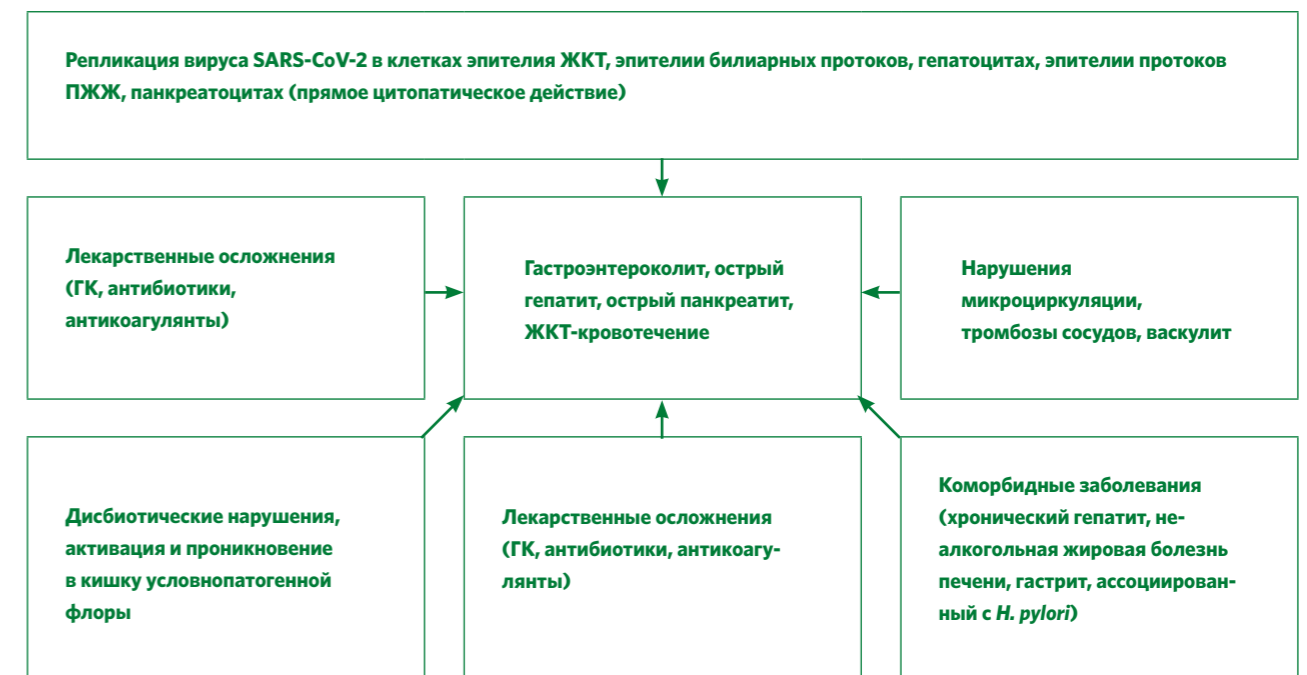 Репликация вируса SARS-CoV-2 в клетках эпителия ЖКТ, эпителии билиарных протоков, гепатоцитах, эпителии протоков
ПЖЖ, панкреатоцитах (прямое цитопатическое действие)
Лекарственные осложнения
(ГК, антибиотики,
антикоагулянты)
Гастроэнтероколит, острый
гепатит, острый панкреатит,
ЖКТ-кровотечение
Нарушения
микроциркуляции,
тромбозы сосудов, васкулит
Дисбиотические нарушения,
активация и проникновение
в кишку условнопатогенной
флоры
Лекарственные осложнения
(ГК, антибиотики, антикоагу-
лянты)
Коморбидные заболевания
(хронический гепатит, не-
алкогольная жировая болезнь
печени, гастрит, ассоциирован-
ный с H. pylori)